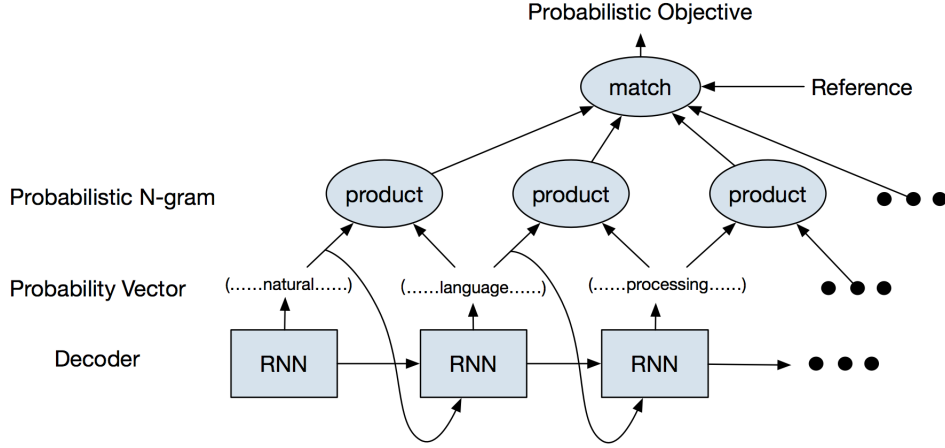 Probabilistic Objective
match
Reference
Probabilistic N-gram
product
product
product
Probability Vector
(......natural......)
(......language......)
(......processing......)
Decoder
RNN
RNN
RNN